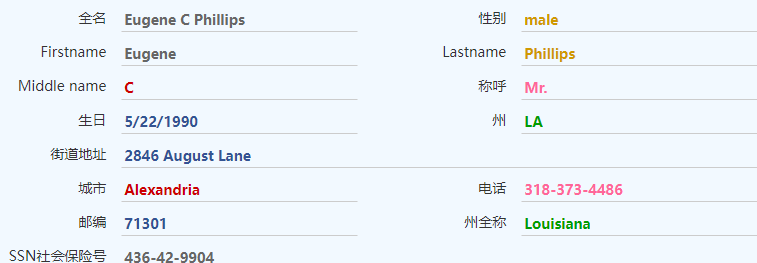 全名 Eugene C Phillips 性别 male
Firstname Eugene Lastname Phillips
Middle name C 称呼 Mr.
生日 5/22/1990 州 LA
街道地址 2846 August Lane
城市 Alexandria 电话 318-373-4486
邮编 71301 州全称 Louisiana
SSN社会保险号 436-42-9904